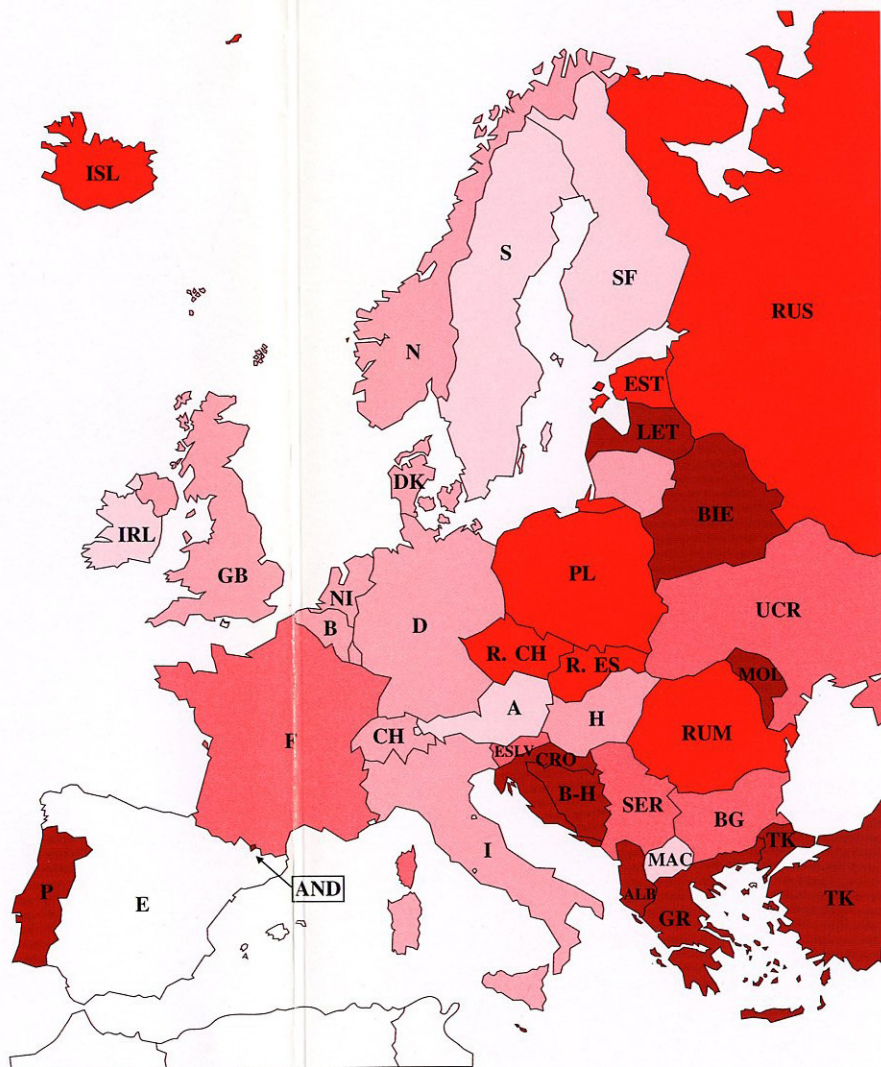 ISL
S
SF
RUS
N
EST
LET
DK
BIE
IRL
GB
NI
PL
B
D
UCR
R. CH
R. ES
MOL
A
H
F
CH
RUM
ESLV
CRO
B-H
SER
BG
I
TK
MAC
AND
P
E
ALB
GR
TK